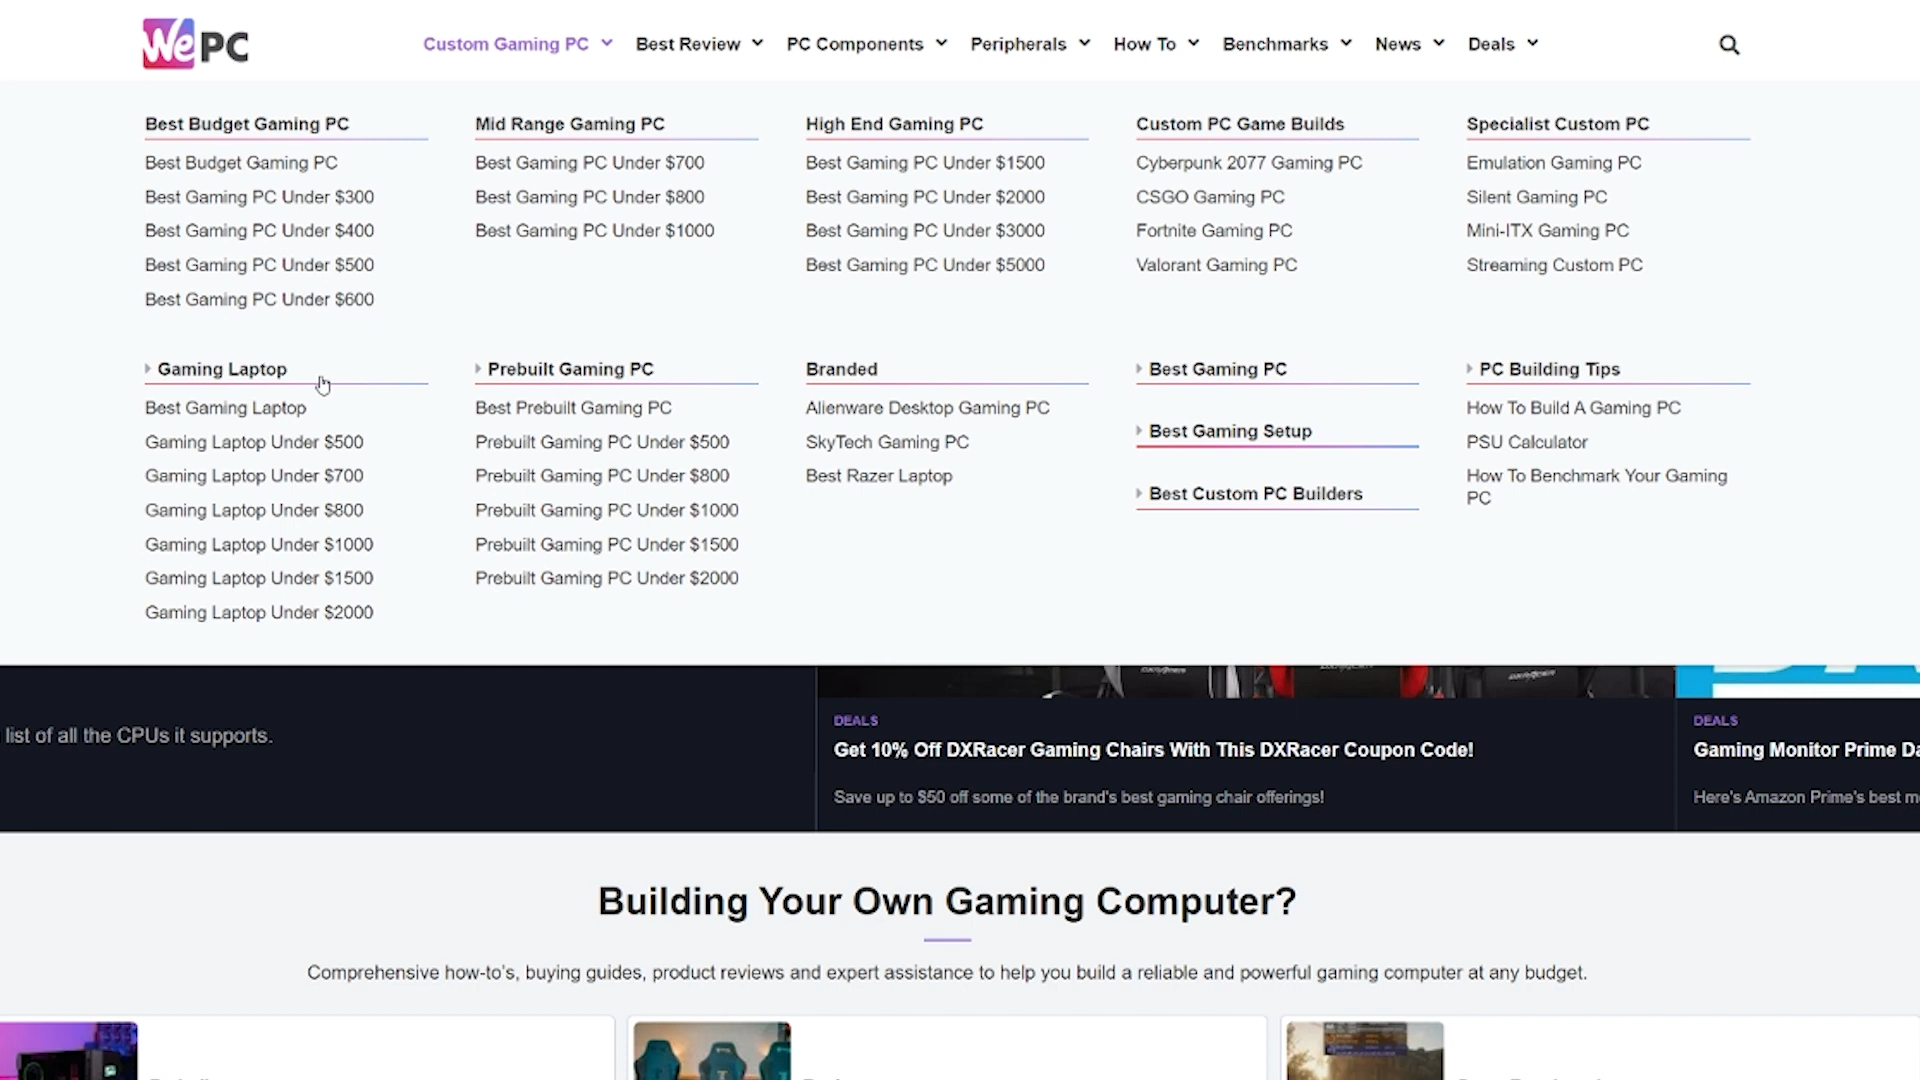 WePC
Custom Gaming PC
Best Review
PC Components
Peripherals
How To
Benchmarks
News
Deals
Best Budget Gaming PC
Best Budget Gaming PC
Best Gaming PC Under $300
Best Gaming PC Under $400
Best Gaming PC Under $500
Best Gaming PC Under $600
Mid Range Gaming PC
Best Gaming PC Under $700
Best Gaming PC Under $800
Best Gaming PC Under $1000
High End Gaming PC
Best Gaming PC Under $1500
Best Gaming PC Under $2000
Best Gaming PC Under $3000
Best Gaming PC Under $5000
Custom PC Game Builds
Cyberpunk 2077 Gaming PC
CSGO Gaming PC
Fortnite Gaming PC
Valorant Gaming PC
Specialist Custom PC
Emulation Gaming PC
Silent Gaming PC
Mini-ITX Gaming PC
Streaming Custom PC
Gaming Laptop
Best Gaming Laptop
Gaming Laptop Under $500
Gaming Laptop Under $700
Gaming Laptop Under $800
Gaming Laptop Under $1000
Gaming Laptop Under $1500
Gaming Laptop Under $2000
Prebuilt Gaming PC
Best Prebuilt Gaming PC
Prebuilt Gaming PC Under $500
Prebuilt Gaming PC Under $800
Prebuilt Gaming PC Under $1000
Prebuilt Gaming PC Under $1500
Prebuilt Gaming PC Under $2000
Branded
Alienware Desktop Gaming PC
SkyTech Gaming PC
Best Razer Laptop
Best Gaming PC
Best Gaming Setup
Best Custom PC Builders
PC Building Tips
How To Build A Gaming PC
PSU Calculator
How To Benchmark Your Gaming
PC
list of all the CPUs it supports.
DEALS
Get 10% Off DXRacer Gaming Chairs With This DXRacer Coupon Code!
Save up to $50 off some of the brand's best gaming chair offerings!
DEALS
Gaming Monitor Prime Da
Here's Amazon Prime's best m
Building Your Own Gaming Computer?
Comprehensive how-to's, buying guides, product reviews and expert assistance to help you build a reliable and powerful gaming computer at any budget.